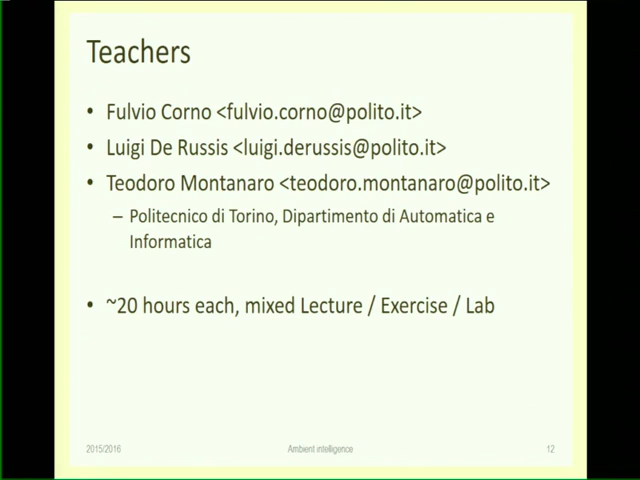 Teachers
• Fulvio Corno <fulvio.corno@polito.it>
• Luigi De Russis <luigi.derussis@polito.it>
• Teodoro Montanaro <teodoro.montanaro@polito.it>
– Politecnico di Torino, Dipartimento di Automatica e
Informatica
• ~20 hours each, mixed Lecture / Exercise / Lab
2015/2016 Ambient intelligence 12